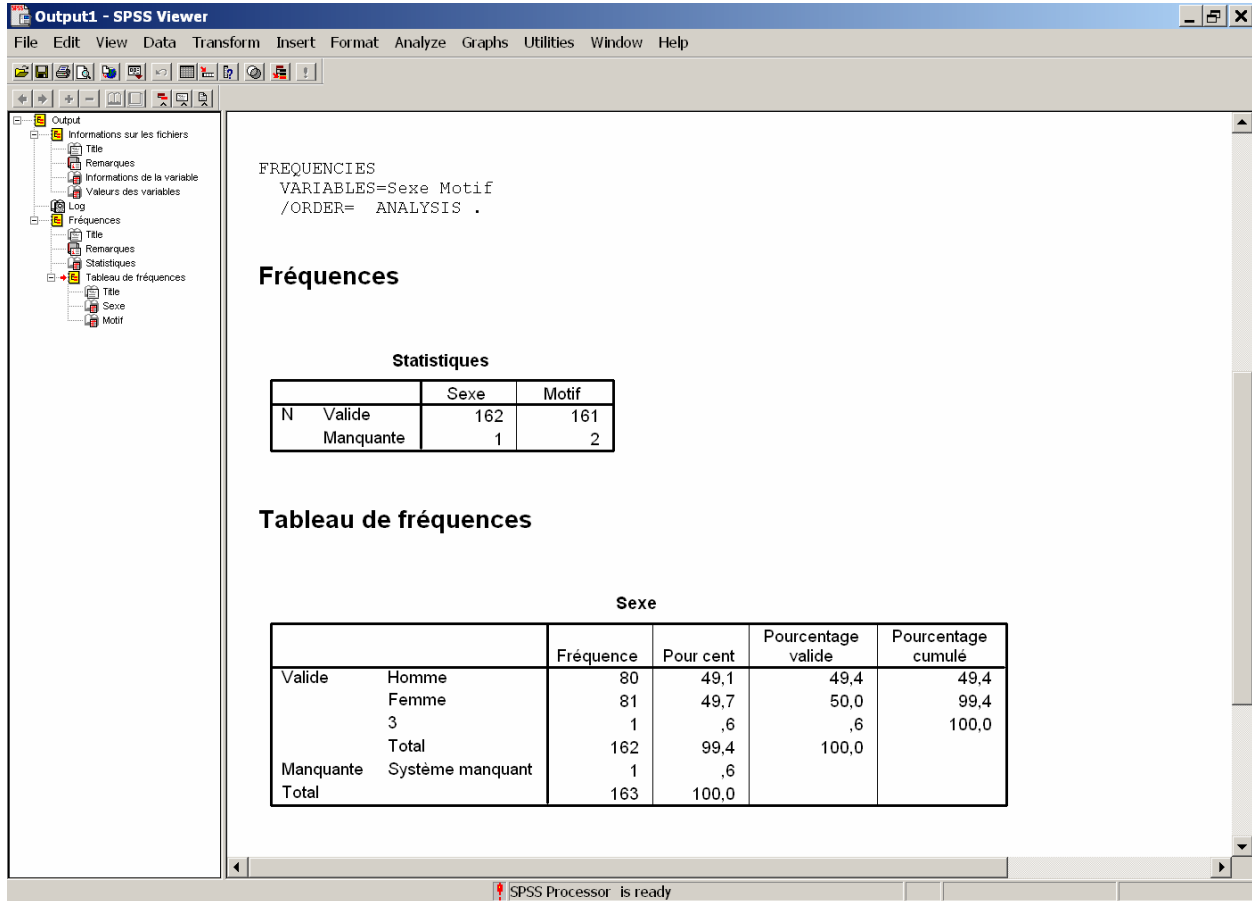 Output1 - SPSS Viewer
File Edit View Data Transform Insert Format Analyze Graphs Utilities Window Help
Output
Informations sur les fichiers
Title
Remarques
Informations de la variable
Valeurs des variables
Log
Fréquences
Title
Remarques
Statistiques
Tableau de fréquences
Title
Sexe
Motif
FREQUENCIES
VARIABLES=Sexe Motif
/ORDER= ANALYSIS .
Fréquences
Statistiques
Sexe Motif
N Valide 162 161
Manquante 1 2
Tableau de fréquences
Sexe
Fréquence Pour cent Pourcentage valide Pourcentage cumulé
Valide Homme 80 49,1 49,4 49,4
Femme 81 49,7 50,0 99,4
3 1 ,6 ,6 100,0
Total 162 99,4 100,0
Manquante Système manquant 1 ,6
Total 163 100,0
SPSS Processor is ready